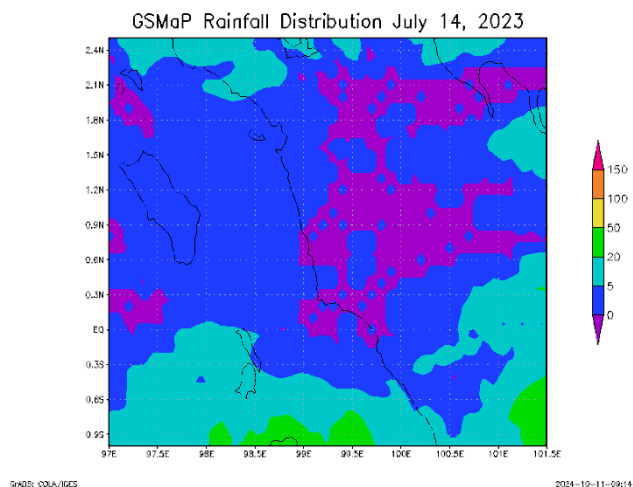 GSMaP Rainfall Distribution July 14, 2023
2.4N
2.1N
1.8N
1.5N
1.2N
0.9N
0.6N
0.3N
EQ
0.3S
0.6S
0.9S
97E 97.5E 98E 98.5E 99E 99.5E 100E 100.5E 101E 101.5E
150
100
50
20
5
0
GrADS: COLA/IGES 2024-10-11-09:14